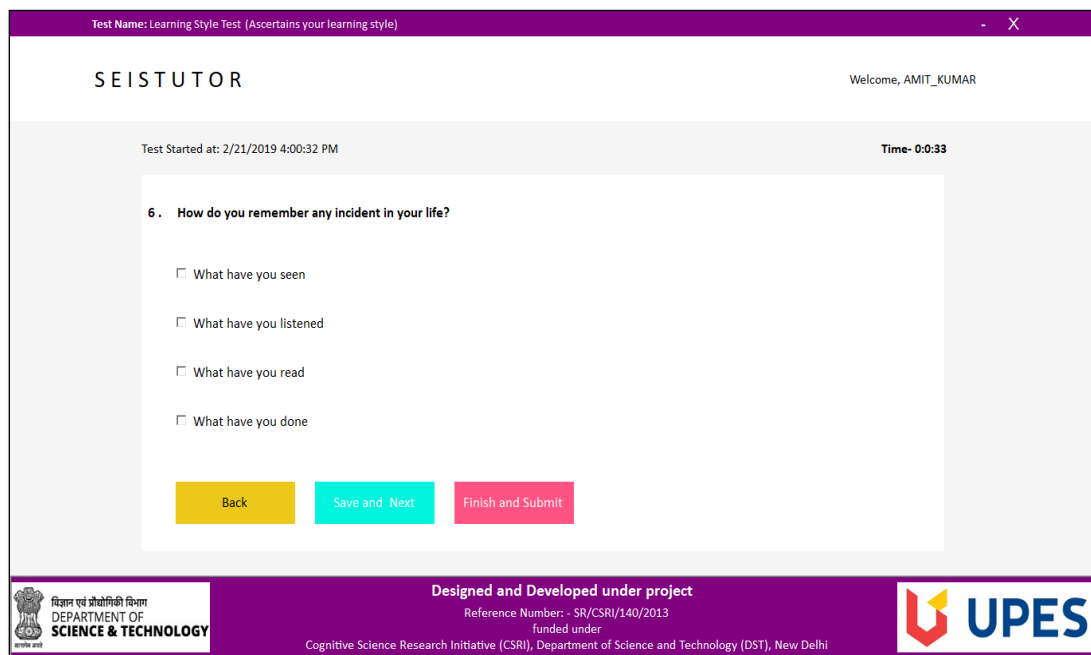 Test Name: Learning Style Test (Ascertains your learning style)
- X
SEISTUTOR
Welcome, AMIT_KUMAR
Test Started at: 2/21/2019 4:00:32 PM
Time- 0:0:33
6 . How do you remember any incident in your life?
What have you seen
What have you listened
What have you read
What have you done
Back
Save and Next
Finish and Submit
सत्यमेव जयते
विज्ञान एवं प्रौद्योगिकी विभाग
DEPARTMENT OF
SCIENCE & TECHNOLOGY
Designed and Developed under project
Reference Number: - SR/CSRI/140/2013
funded under
Cognitive Science Research Initiative (CSRI), Department of Science and Technology (DST), New Delhi
UPES